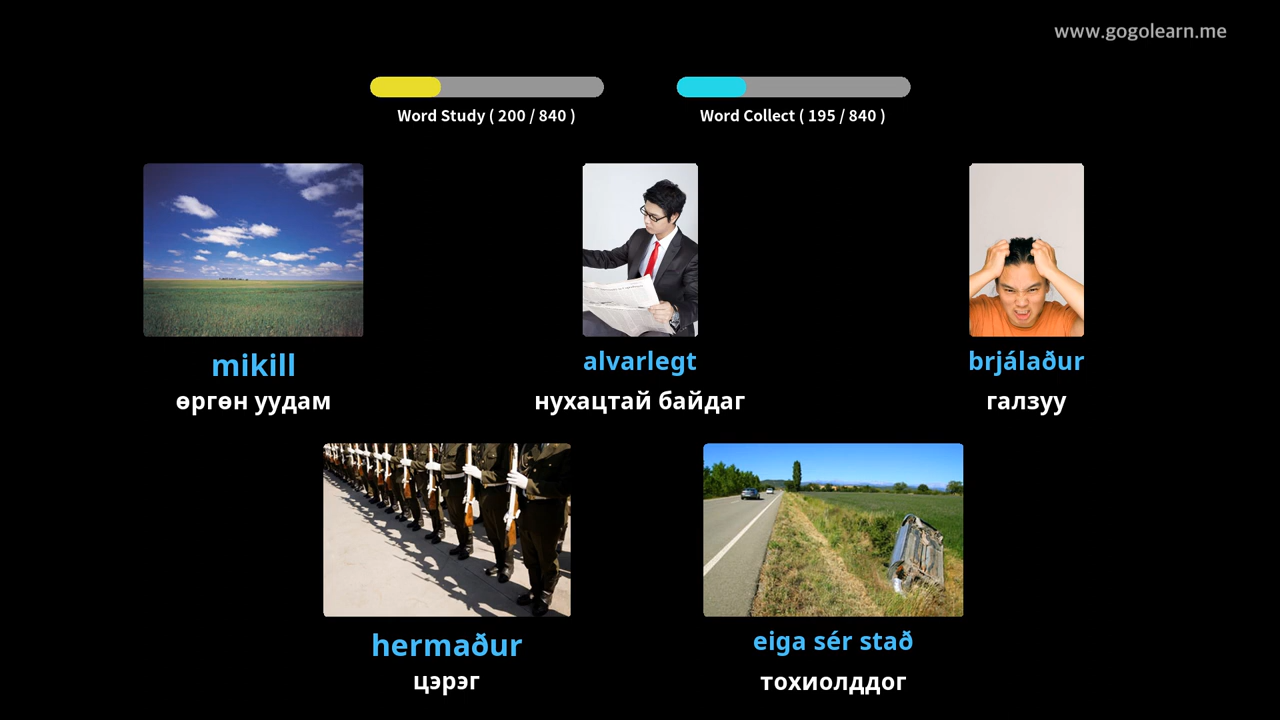 www.gogolearn.me
Word Study ( 200 / 840 )
Word Collect ( 195 / 840 )
mikill
өргөн уудам
alvarlegt
нухацтай байдаг
brjálaður
галзуу
hermaður
цэрэг
eiga sér stað
тохиолддог